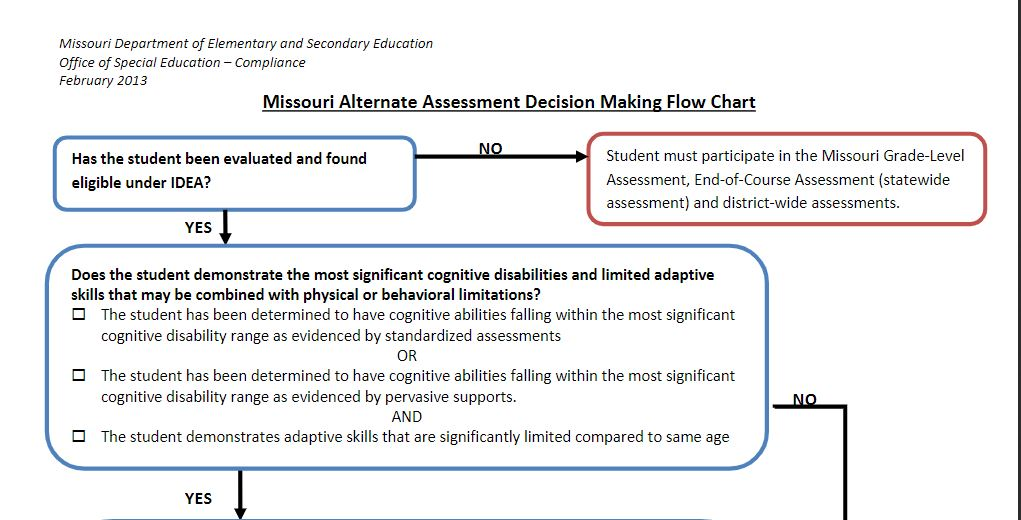 Missouri Department of Elementary and Secondary Education
Office of Special Education – Compliance
February 2013
Missouri Alternate Assessment Decision Making Flow Chart
Has the student been evaluated and found
eligible under IDEA?
NO
Student must participate in the Missouri Grade-Level
Assessment, End-of-Course Assessment (statewide
assessment) and district-wide assessments.
YES
Does the student demonstrate the most significant cognitive disabilities and limited adaptive
skills that may be combined with physical or behavioral limitations?
☐ The student has been determined to have cognitive abilities falling within the most significant
cognitive disability range as evidenced by standardized assessments
OR
☐ The student has been determined to have cognitive abilities falling within the most significant
cognitive disability range as evidenced by pervasive supports.
AND
☐ The student demonstrates adaptive skills that are significantly limited compared to same age
NO
YES